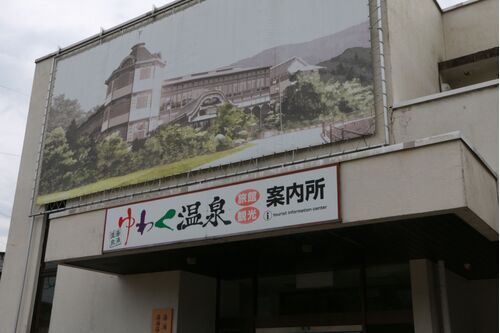 ゆわく温泉
旅館
観光
案内所
i tourist information center